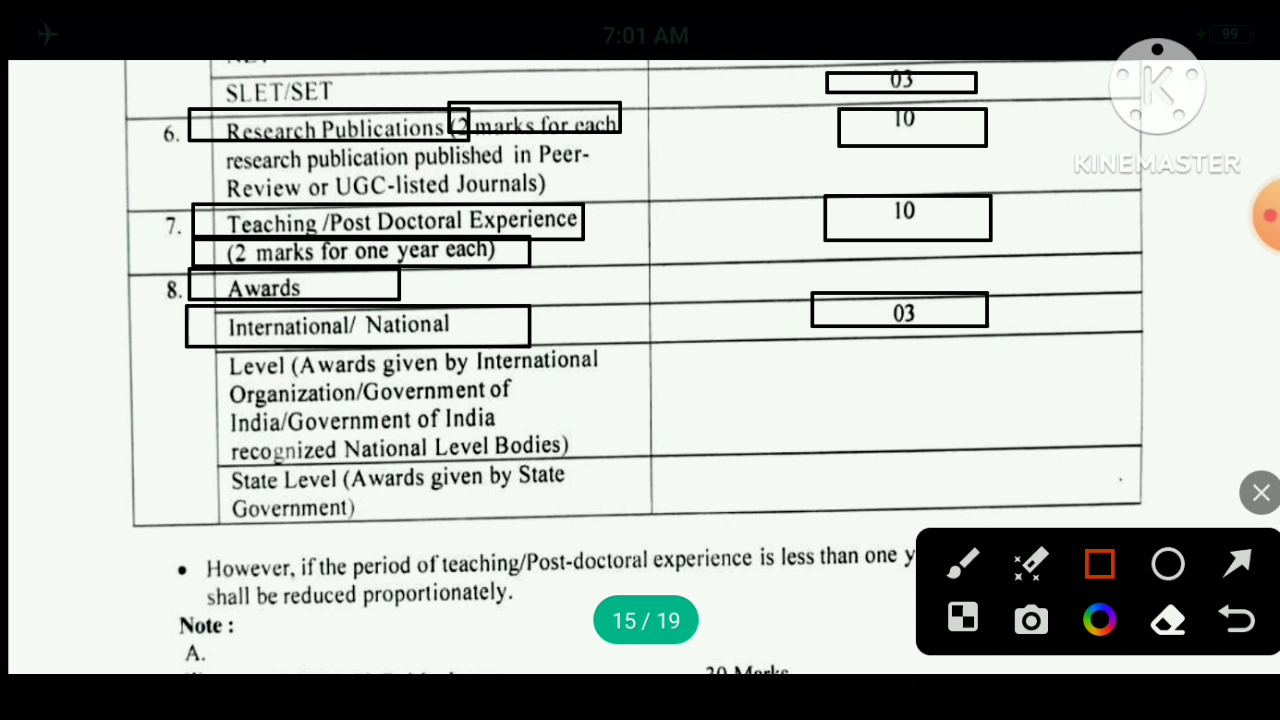 7:01 AM
99
SLET/SET
03
KINEMASTER
6.
Research Publications (2 marks for each
10
research publication published in Peer-
Review or UGC-listed Journals)
7.
Teaching /Post Doctoral Experience
10
(2 marks for one year each)
8.
Awards
International/ National
03
Level (Awards given by International
Organization/Government of
India/Government of India
recognized National Level Bodies)
State Level (Awards given by State
Government)
• However, if the period of teaching/Post-doctoral experience is less than one y
shall be reduced proportionately.
15 / 19
Note :
A.